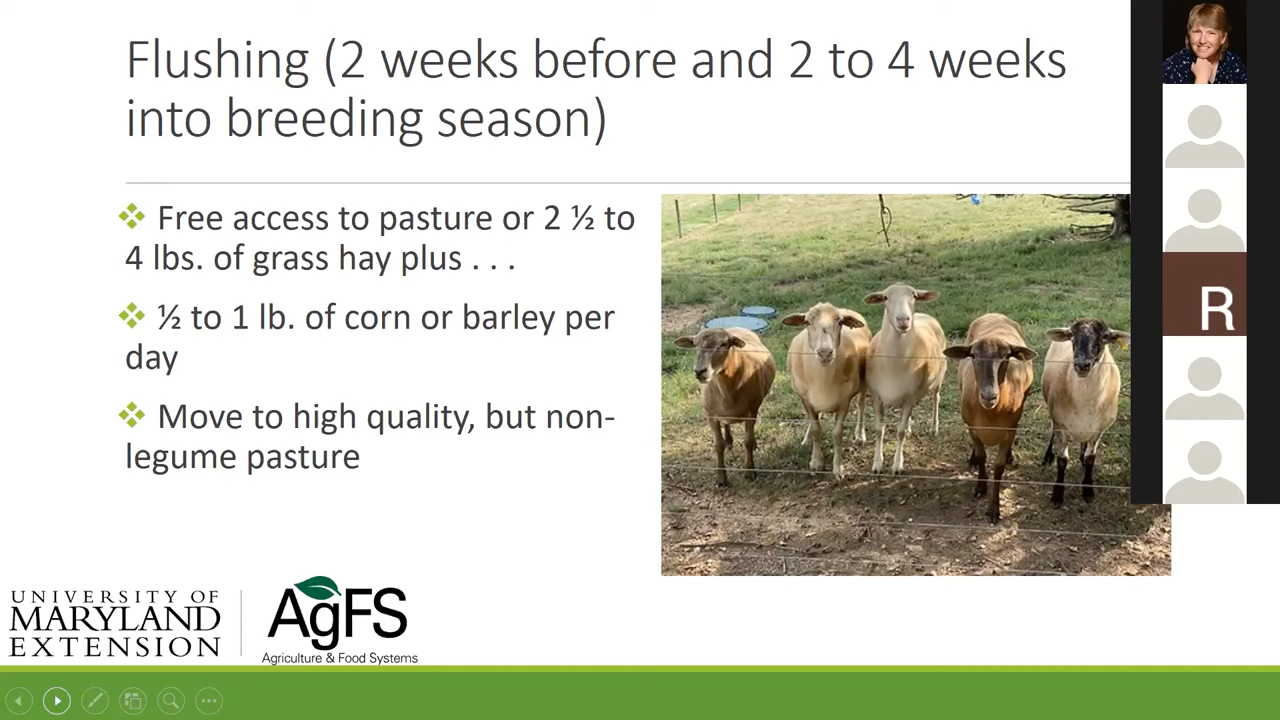 Flushing (2 weeks before and 2 to 4 weeks
into breeding season)
Free access to pasture or 2 ½ to
4 lbs. of grass hay plus . . .
½ to 1 lb. of corn or barley per
day
Move to high quality, but non-
legume pasture
R
UNIVERSITY OF
MARYLAND
EXTENSION
AgFS
Agriculture & Food Systems